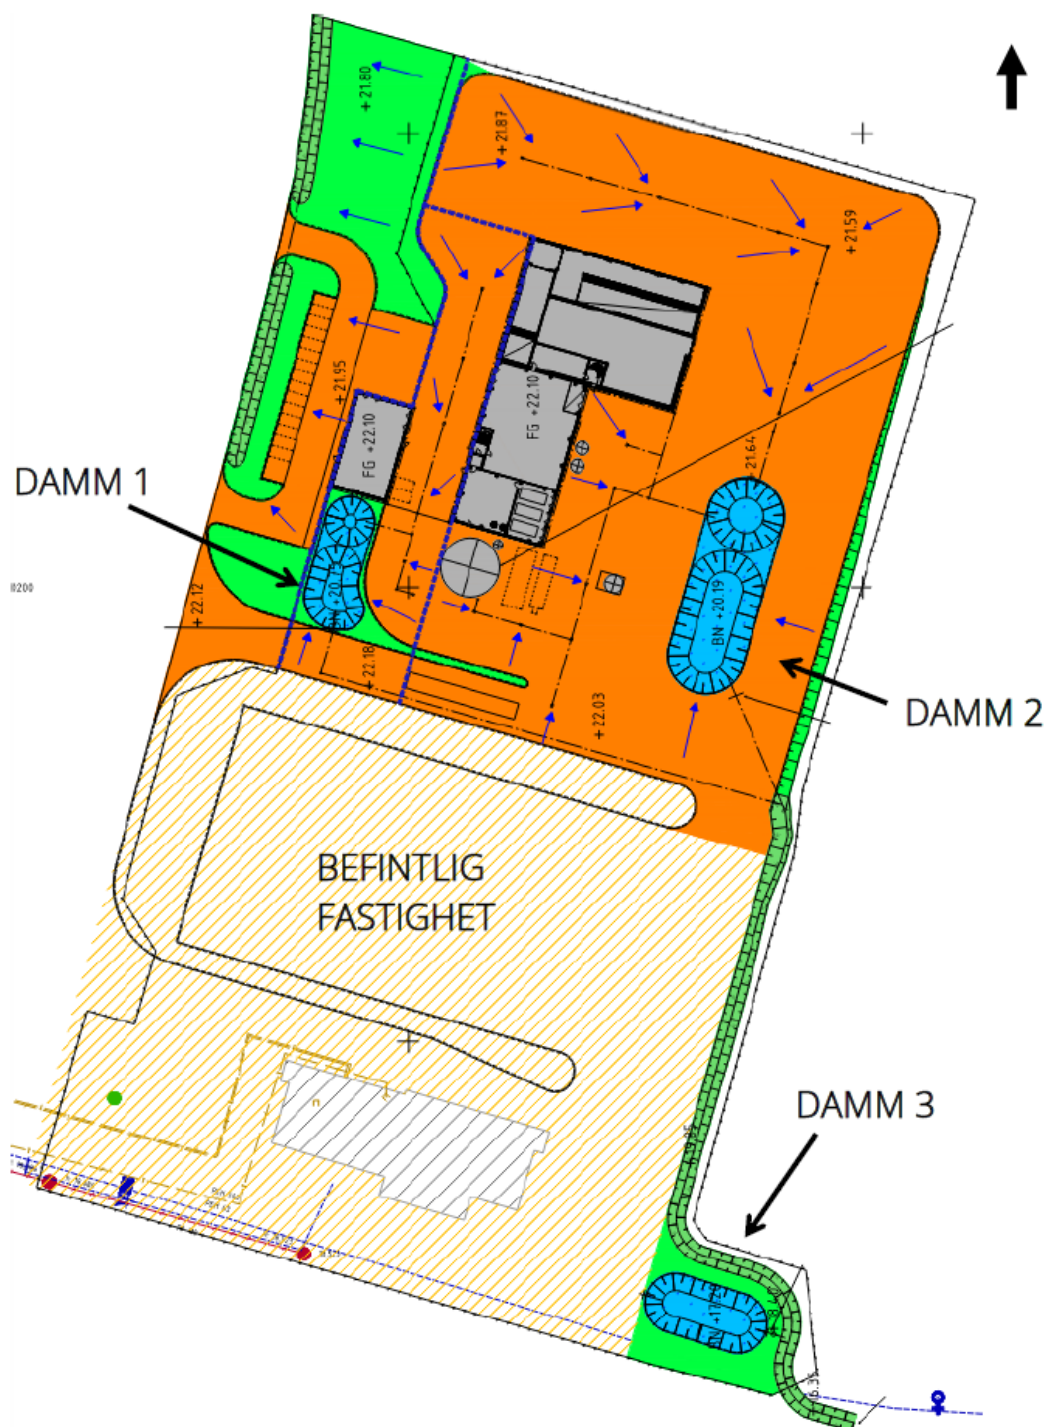 +21.80
+21.87
+21.59
+21.95
FG +22.10
FG +22.10
21.64
DAMM 1
BN +20.19
+22.12
+22.18
+22.03
DAMM 2
BEFINTLIG
FASTIGHET
DAMM 3